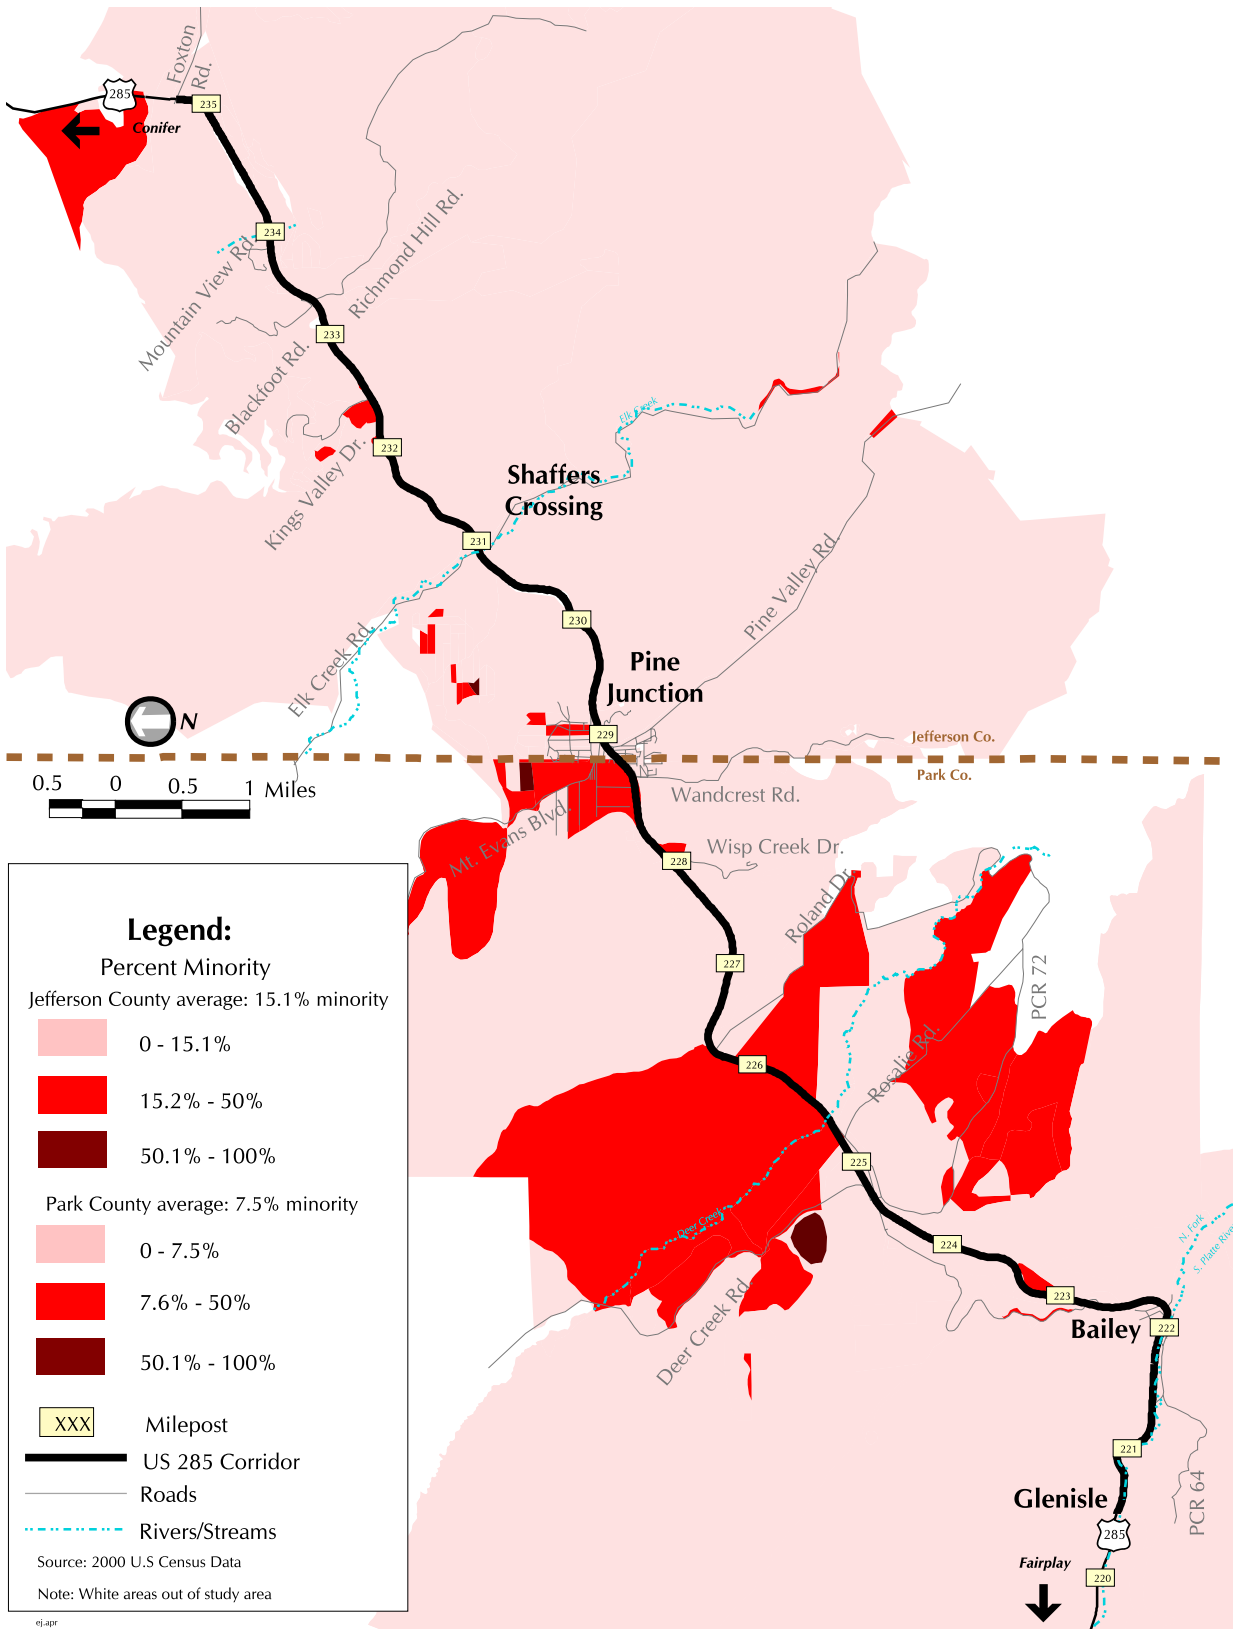 Foxton
Rd.
285
235
Conifer
234
Mountain View Rd.
Richmond Hill Rd.
233
Blackfoot Rd.
Elk Creek
232
Kings Valley Dr.
Shaffers
Crossing
231
Pine Valley Rd.
230
Elk Creek Rd.
Pine
Junction
N
229
Jefferson Co.
Park Co.
0.5 0 0.5 1 Miles
Wandcrest Rd.
Mt. Evans Blvd.
Wisp Creek Dr.
228
Roland Dr.
227
PCR 72
Rosalie Rd.
226
225
Deer Creek
N. Fork
S. Platte Rive
224
Deer Creek Rd.
223
Bailey
222
221
Glenisle
PCR 64
285
Fairplay
220
Legend:
Percent Minority
Jefferson County average: 15.1% minority
0 - 15.1%
15.2% - 50%
50.1% - 100%
Park County average: 7.5% minority
0 - 7.5%
7.6% - 50%
50.1% - 100%
XXX Milepost
US 285 Corridor
Roads
Rivers/Streams
Source: 2000 U.S Census Data
Note: White areas out of study area
ej.apr